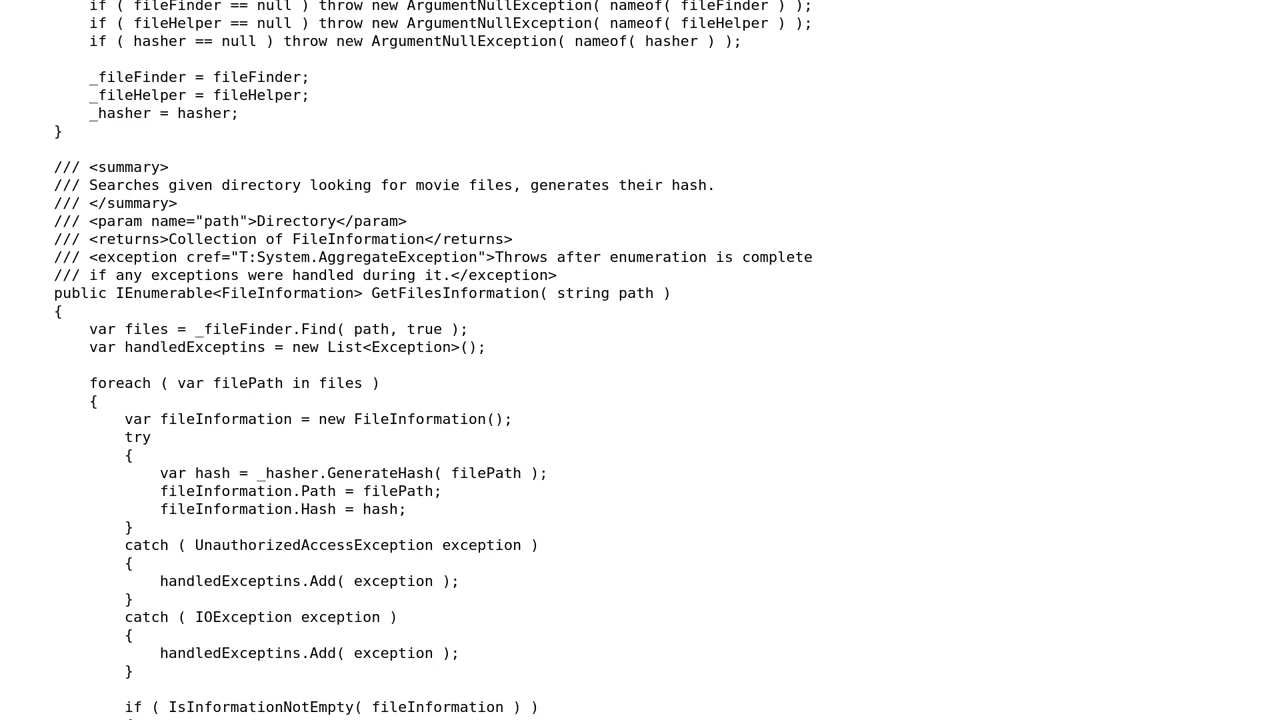 if ( fileFinder == null ) throw new ArgumentNullException( nameof( fileFinder ) );
if ( fileHelper == null ) throw new ArgumentNullException( nameof( fileHelper ) );
if ( hasher == null ) throw new ArgumentNullException( nameof( hasher ) );
_fileFinder = fileFinder;
_fileHelper = fileHelper;
_hasher = hasher;
}
/// <summary>
/// Searches given directory looking for movie files, generates their hash.
/// </summary>
/// <param name="path">Directory</param>
/// <returns>Collection of FileInformation</returns>
/// <exception cref="T:System.AggregateException">Throws after enumeration is complete
/// if any exceptions were handled during it.</exception>
public IEnumerable<FileInformation> GetFilesInformation( string path )
{
var files = _fileFinder.Find( path, true );
var handledExceptins = new List<Exception>();
foreach ( var filePath in files )
{
var fileInformation = new FileInformation();
try
{
var hash = _hasher.GenerateHash( filePath );
fileInformation.Path = filePath;
fileInformation.Hash = hash;
}
catch ( UnauthorizedAccessException exception )
{
handledExceptins.Add( exception );
}
catch ( IOException exception )
{
handledExceptins.Add( exception );
}
if ( IsInformationNotEmpty( fileInformation ) )